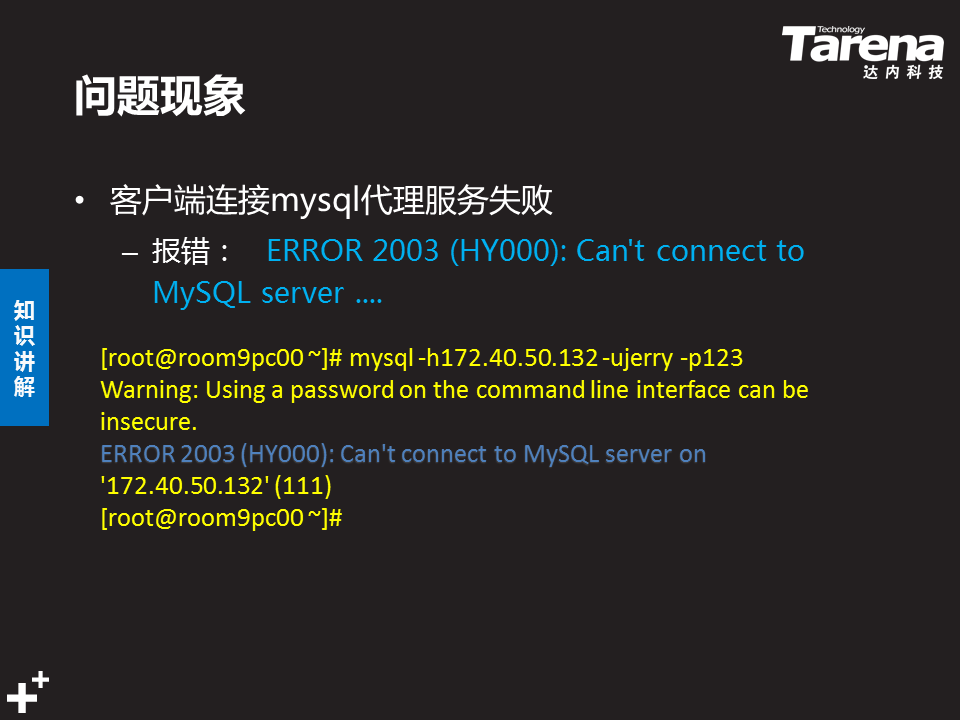 Technology
Tarena
达内科技
问题现象
• 客户端连接mysql代理服务失败
– 报错： ERROR 2003 (HY000): Can't connect to
MySQL server ....
知识讲解
[root@room9pc00 ~]# mysql -h172.40.50.132 -ujerry -p123
Warning: Using a password on the command line interface can be
insecure.
ERROR 2003 (HY000): Can't connect to MySQL server on
'172.40.50.132' (111)
[root@room9pc00 ~]#